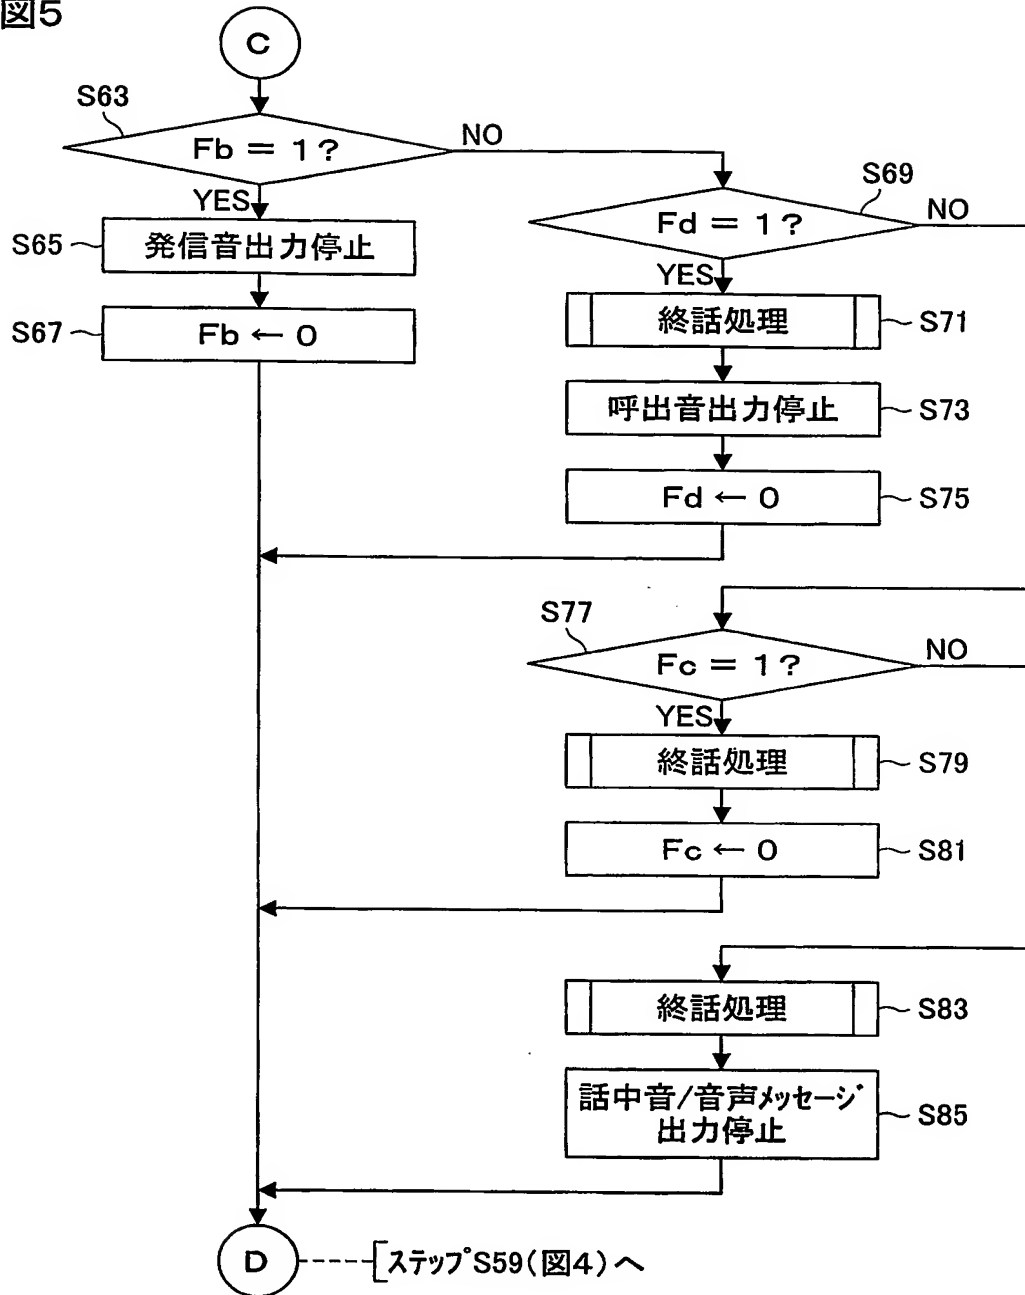 図5
C
S63
Fb = 1?
NO
YES
S65
発信音出力停止
S67
Fb ← 0
S69
Fd = 1?
NO
YES
終話処理
S71
呼出音出力停止
S73
Fd ← 0
S75
S77
Fc = 1?
NO
YES
終話処理
S79
Fc ← 0
S81
終話処理
S83
話中音/音声メッセージ
出力停止
S85
D
ステップS59(図4)へ